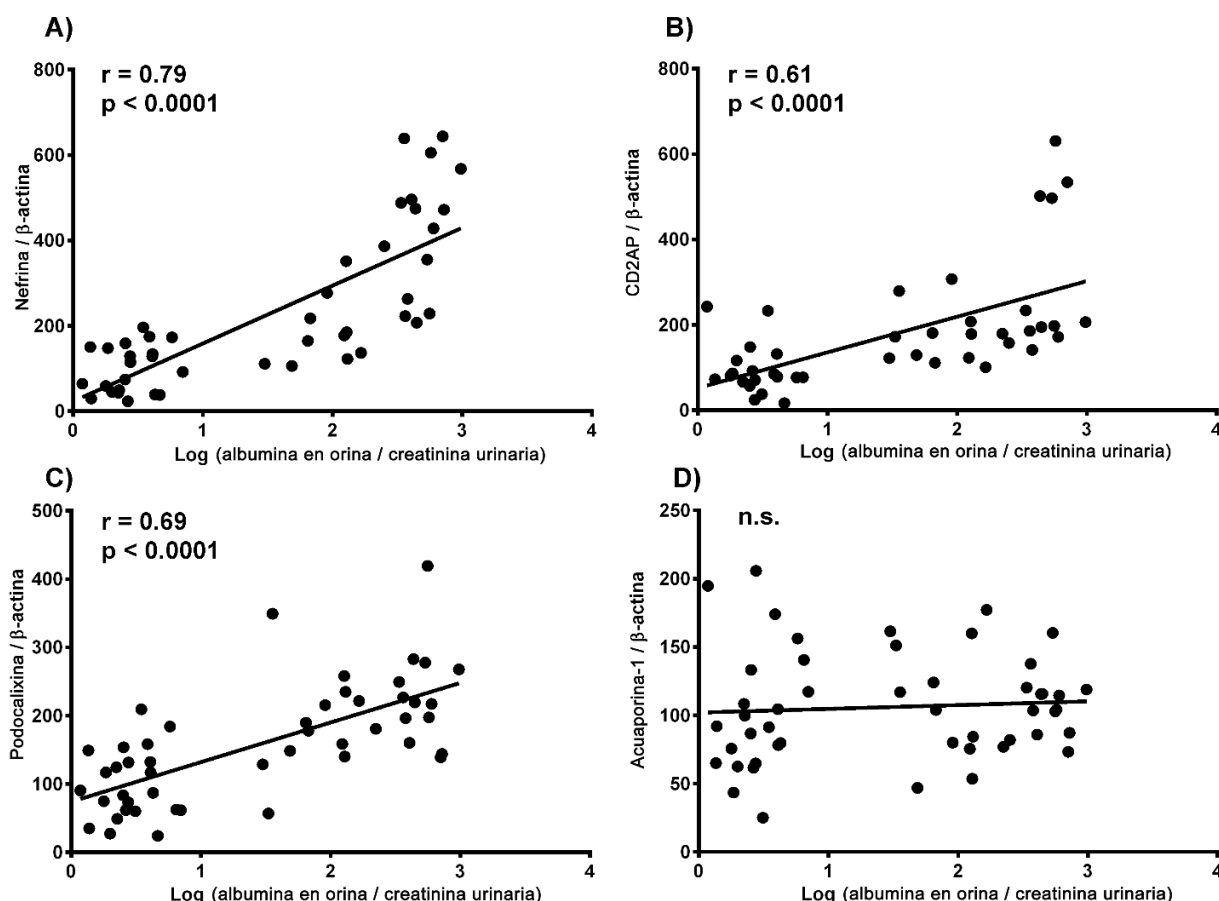 A)
r = 0.79
p < 0.0001
800
600
400
200
0
Nefrina / β-actina
0 1 2 3 4
Log (albumina en orina / creatinina urinaria)
B)
r = 0.61
p < 0.0001
800
600
400
200
0
CD2AP / β-actina
0 1 2 3 4
Log (albumina en orina / creatinina urinaria)
C)
r = 0.69
p < 0.0001
500
400
300
200
100
0
Podocalixina / β-actina
0 1 2 3 4
Log (albumina en orina / creatinina urinaria)
D)
n.s.
250
200
150
100
50
0
Acuaporina-1 / β-actina
0 1 2 3 4
Log (albumina en orina / creatinina urinaria)